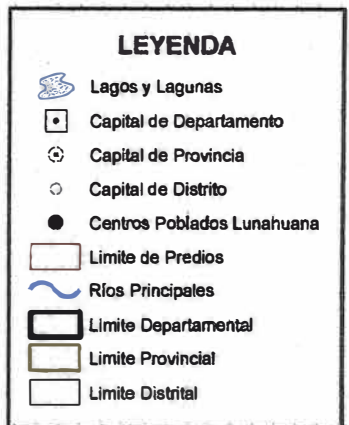 LEYENDA
Lagos y Lagunas
Capital de Departamento
Capital de Provincia
Capital de Distrito
Centros Poblados Lunahuana
Limite de Predios
Ríos Principales
Limite Departamental
Limite Provincial
Limite Distrital